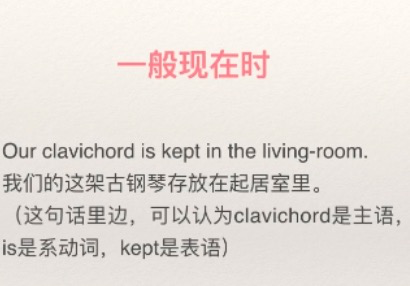 一般现在时
Our clavichord is kept in the living-room.
我们的这架古钢琴存放在起居室里。
（这句话里边，可以认为clavichord是主语，
is是系动词，kept是表语）